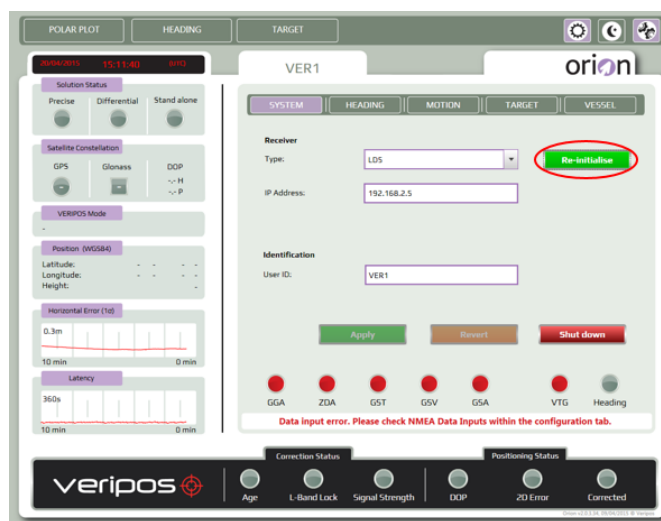 POLAR PLOT HEADING TARGET
20/04/2015 15:11:40 (UTC)
VER1
orion
Solution Status
Precise Differential Stand alone
Satellite Constellation
GPS Glonass DOP
-.- H
-.- P
VERIPOS Mode
-
Position (WGS84)
Latitude: - - -.-
Longitude: - - -.-
Height: -
Horizontal Error (1σ)
0.3m
10 min 0 min
Latency
360s
10 min 0 min
SYSTEM HEADING MOTION TARGET VESSEL
Receiver
Type: LD5 Re-initialise
IP Address: 192.168.2.5
Identification
User ID: VER1
Apply Revert Shut down
GGA ZDA GST GSV GSA VTG Heading
Data input error. Please check NMEA Data Inputs within the configuration tab.
Correction Status Positioning Status
veripos
Age L-Band Lock Signal Strength DOP 2D Error Corrected